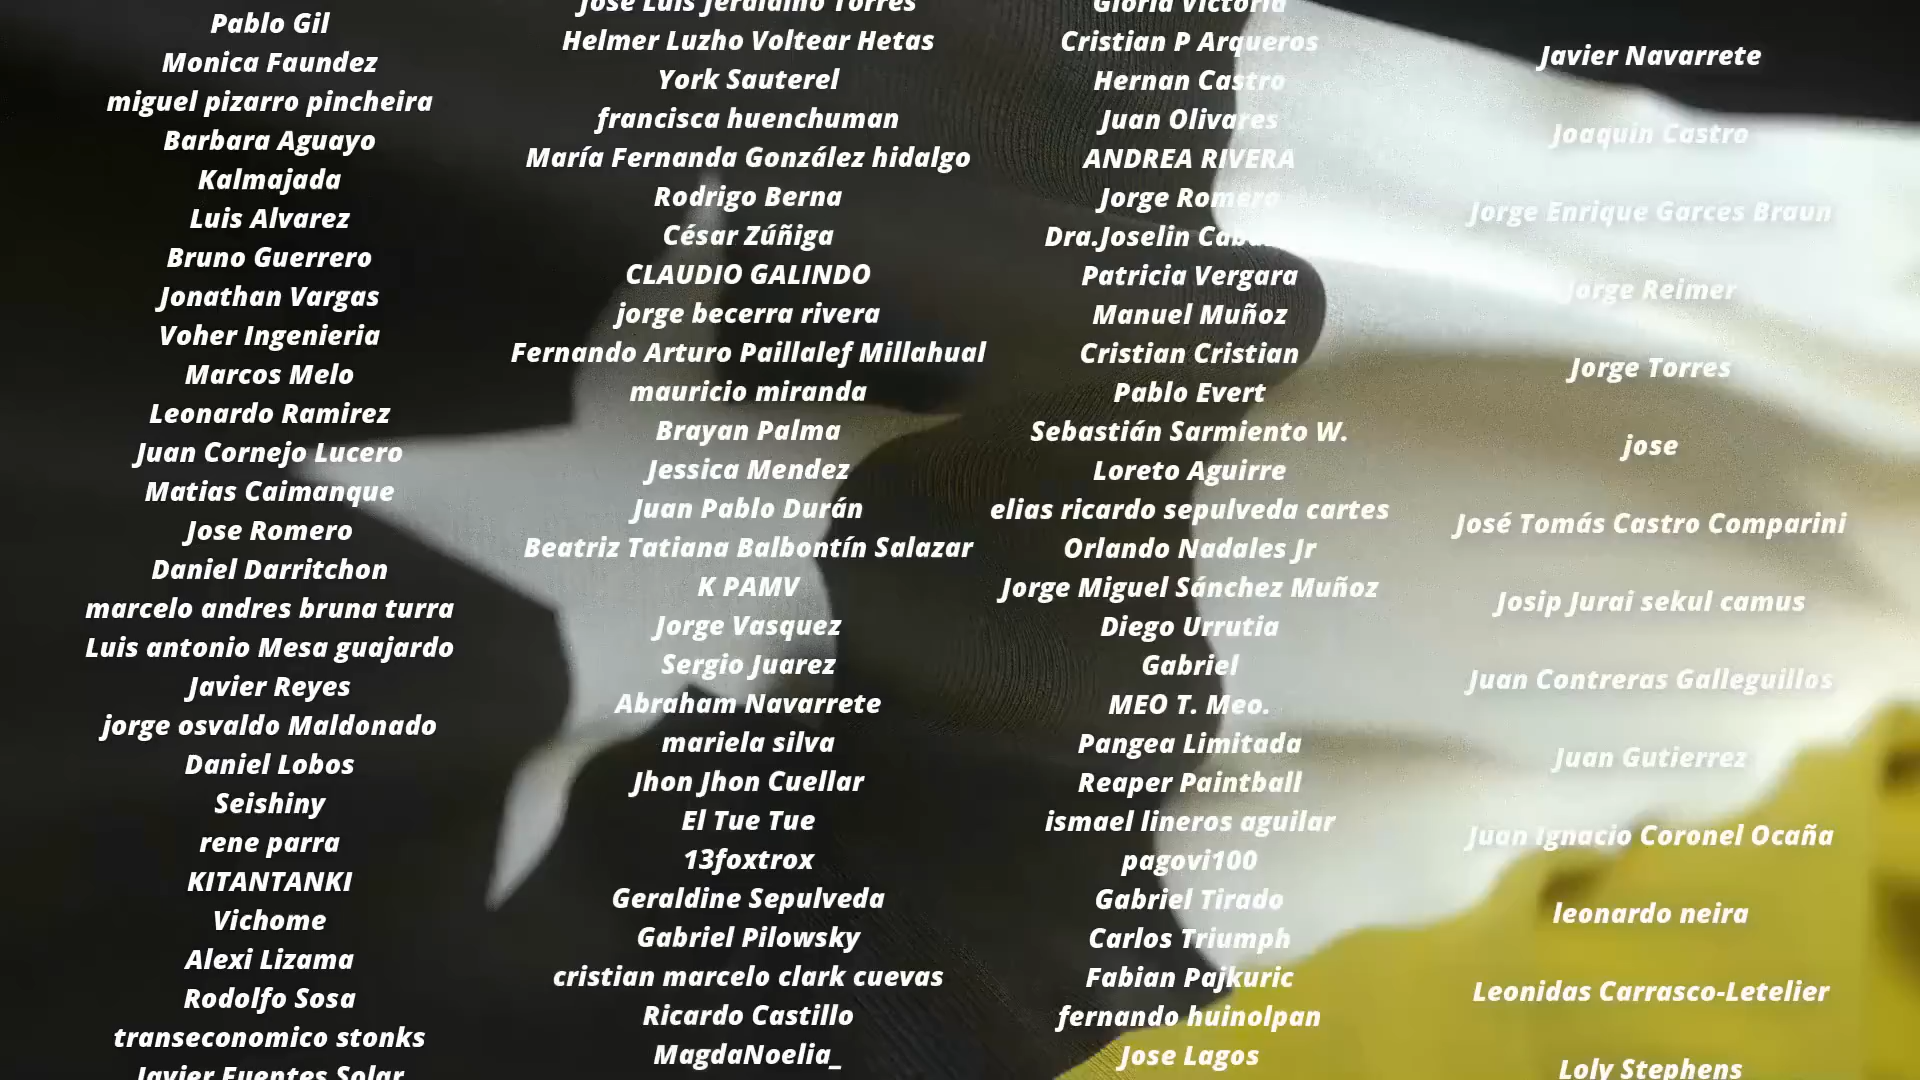 Pablo Gil
Monica Faundez
miguel pizarro pincheira
Barbara Aguayo
Kalmajada
Luis Alvarez
Bruno Guerrero
Jonathan Vargas
Voher Ingenieria
Marcos Melo
Leonardo Ramirez
Juan Cornejo Lucero
Matias Caimanque
Jose Romero
Daniel Darritchon
marcelo andres bruna turra
Luis antonio Mesa guajardo
Javier Reyes
jorge osvaldo Maldonado
Daniel Lobos
Seishiny
rene parra
KITANTANKI
Vichome
Alexi Lizama
Rodolfo Sosa
transeconomico stonks
Javier Fuentes Solar
Jose Luis Jeraldino Torres
Helmer Luzho Voltear Hetas
York Sauterel
francisca huenchuman
María Fernanda González hidalgo
Rodrigo Berna
César Zúñiga
CLAUDIO GALINDO
jorge becerra rivera
Fernando Arturo Paillalef Millahual
mauricio miranda
Brayan Palma
Jessica Mendez
Juan Pablo Durán
Beatriz Tatiana Balbontín Salazar
K PAMV
Jorge Vasquez
Sergio Juarez
Abraham Navarrete
mariela silva
Jhon Jhon Cuellar
El Tue Tue
13foxtrox
Geraldine Sepulveda
Gabriel Pilowsky
cristian marcelo clark cuevas
Ricardo Castillo
MagdaNoelia_
Gloria Victoria
Cristian P Arqueros
Hernan Castro
Juan Olivares
ANDREA RIVERA
Jorge Romero
Dra.Joselin
Patricia Vergara
Manuel Muñoz
Cristian Cristian
Pablo Evert
Sebastián Sarmiento W.
Loreto Aguirre
elias ricardo sepulveda cartes
Orlando Nadales Jr
Jorge Miguel Sánchez Muñoz
Diego Urrutia
Gabriel
MEO T. Meo.
Pangea Limitada
Reaper Paintball
ismael lineros aguilar
pagovi100
Gabriel Tirado
Carlos Triumph
Fabian Pajkuric
fernando huinolpan
Jose Lagos
Javier Navarrete
Joaquin Castro
Jorge Enrique Garces Braun
Jorge Reimer
Jorge Torres
jose
José Tomás Castro Comparini
Josip Jurai sekul camus
Juan Contreras Galleguillos
Juan Gutierrez
Juan Ignacio Coronel Ocaña
leonardo neira
Leonidas Carrasco-Letelier
Loly Stephens